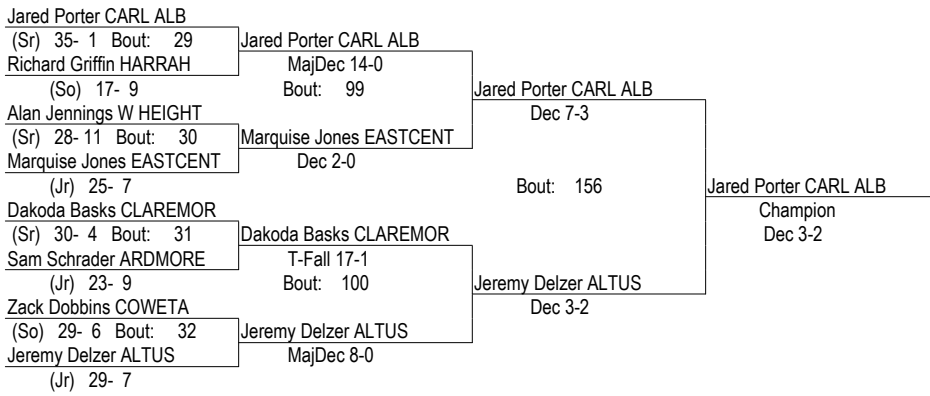 Jared Porter CARL ALB
(Sr) 35- 1 Bout: 29 Jared Porter CARL ALB
Richard Griffin HARRAH MajDec 14-0
(So) 17- 9 Bout: 99 Jared Porter CARL ALB
Alan Jennings W HEIGHT Dec 7-3
(Sr) 28- 11 Bout: 30 Marquise Jones EASTCENT
Marquise Jones EASTCENT Dec 2-0
(Jr) 25- 7 Bout: 156 Jared Porter CARL ALB
Dakoda Basks CLAREMOR Champion
(Sr) 30- 4 Bout: 31 Dakoda Basks CLAREMOR Dec 3-2
Sam Schrader ARDMORE T-Fall 17-1
(Jr) 23- 9 Bout: 100 Jeremy Delzer ALTUS
Zack Dobbins COWETA Dec 3-2
(So) 29- 6 Bout: 32 Jeremy Delzer ALTUS
Jeremy Delzer ALTUS MajDec 8-0
(Jr) 29- 7